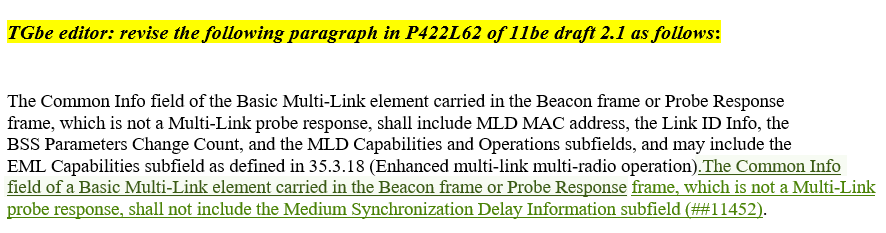 TGbe editor: revise the following paragraph in P422L62 of 11be draft 2.1 as follows:
The Common Info field of the Basic Multi-Link element carried in the Beacon frame or Probe Response
frame, which is not a Multi-Link probe response, shall include MLD MAC address, the Link ID Info, the
BSS Parameters Change Count, and the MLD Capabilities and Operations subfields, and may include the
EML Capabilities subfield as defined in 35.3.18 (Enhanced multi-link multi-radio operation).The Common Info
field of a Basic Multi-Link element carried in the Beacon frame or Probe Response frame, which is not a Multi-Link
probe response, shall not include the Medium Synchronization Delay Information subfield (##11452).